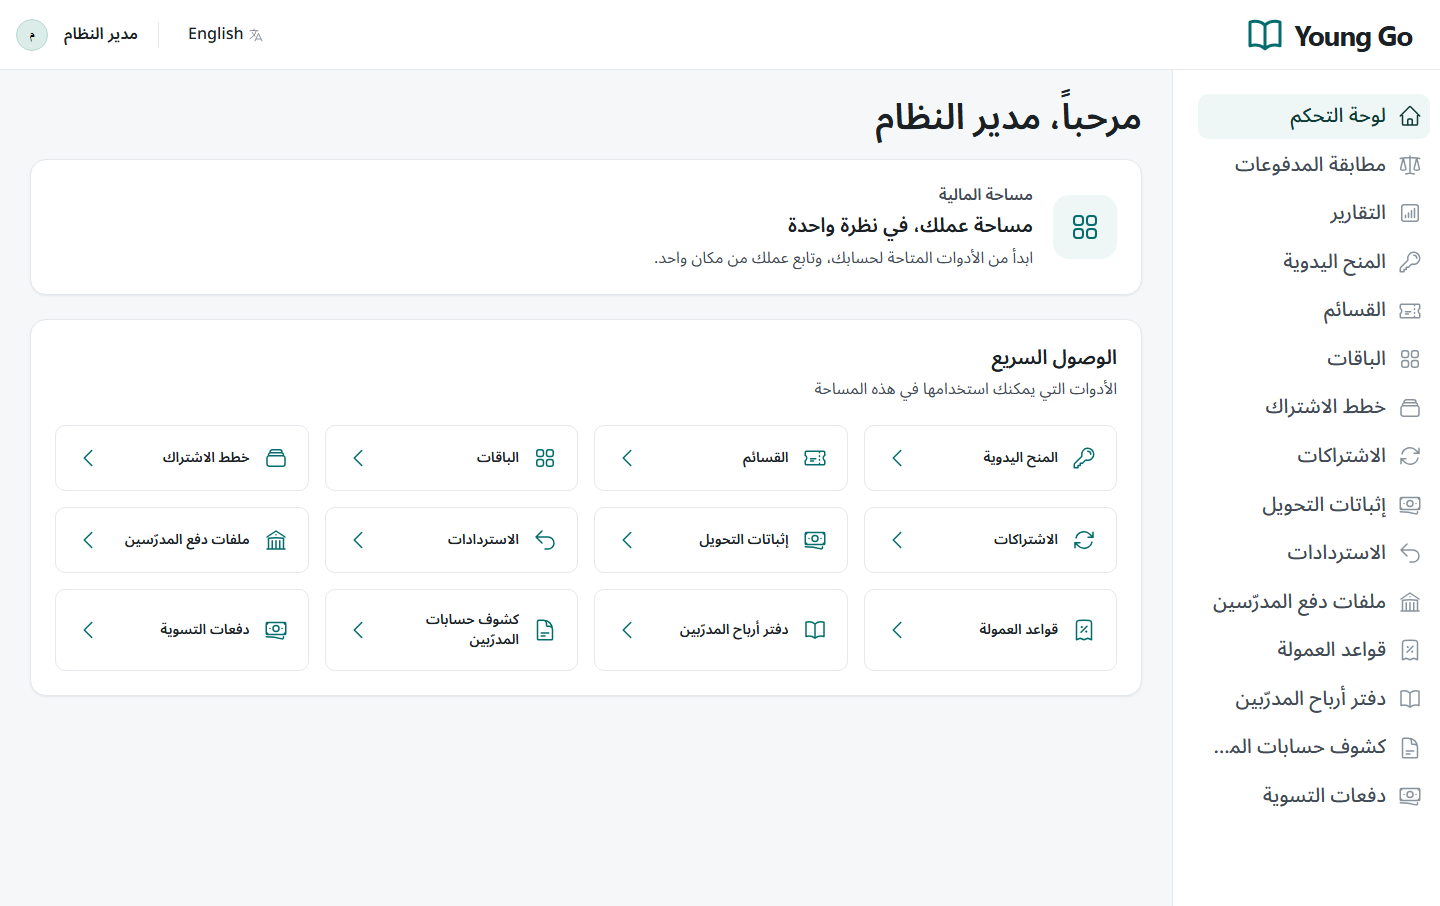 Young Go
English
مدير النظام
م
لوحة التحكم
مطابقة المدفوعات
التقارير
المنح اليدوية
القسائم
الباقات
خطط الاشتراك
الاشتراكات
إثباتات التحويل
الاستردادات
ملفات دفع المدرّسين
قواعد العمولة
دفتر أرباح المدرّبين
كشوف حسابات المـ...
دفعات التسوية
مرحباً، مدير النظام
مساحة المالية
مساحة عملك، في نظرة واحدة
ابدأ من الأدوات المتاحة لحسابك، وتابع عملك من مكان واحد.
الوصول السريع
الأدوات التي يمكنك استخدامها في هذه المساحة
المنح اليدوية
القسائم
الباقات
خطط الاشتراك
الاشتراكات
إثباتات التحويل
الاستردادات
ملفات دفع المدرّسين
قواعد العمولة
دفتر أرباح المدرّبين
كشوف حسابات
المدرّبين
دفعات التسوية